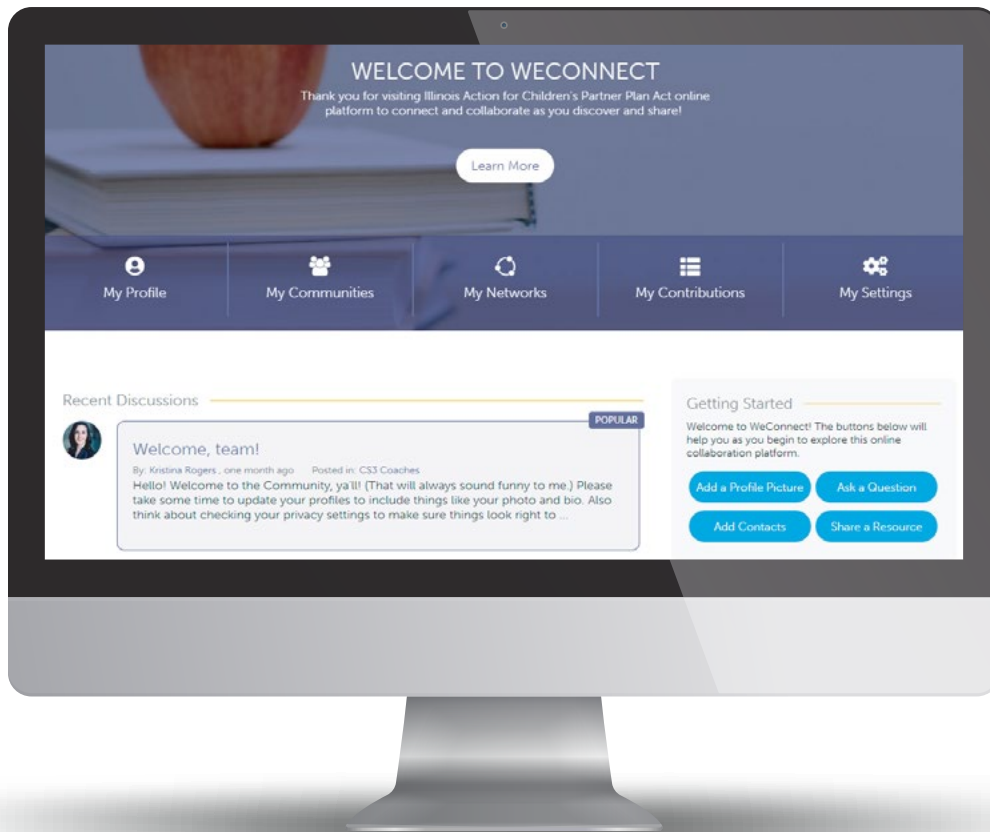 WELCOME TO WECONNECT
Thank you for visiting Illinois Action for Children's Partner Plan Act online
platform to connect and collaborate as you discover and share!
Learn More
My Profile
My Communities
My Networks
My Contributions
My Settings
Recent Discussions
POPULAR
Welcome, team!
By: Kristina Rogers , one month ago Posted in: CS3 Coaches
Hello! Welcome to the Community, ya'll! (That will always sound funny to me.) Please
take some time to update your profiles to include things like your photo and bio. Also
think about checking your privacy settings to make sure things look right to ...
Getting Started
Welcome to WeConnect! The buttons below will
help you as you begin to explore this online
collaboration platform.
Add a Profile Picture
Ask a Question
Add Contacts
Share a Resource